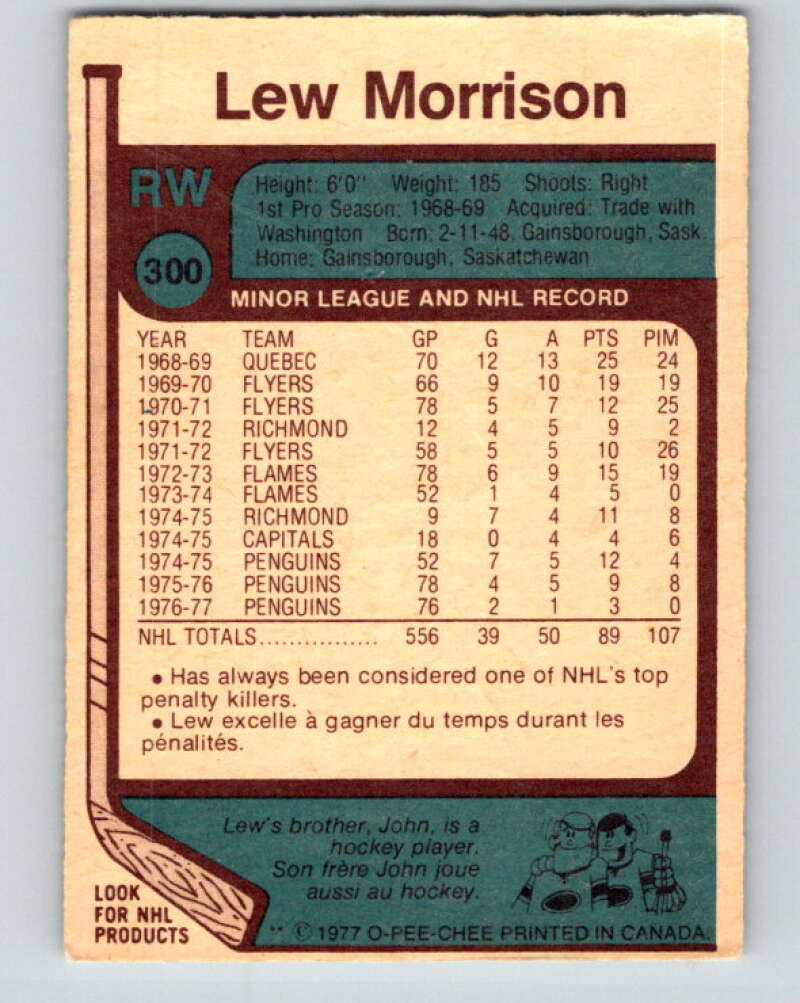 Lew Morrison
RW
300
Height: 6'0" Weight: 185 Shoots: Right
1st Pro Season: 1968-69 Acquired: Trade with
Washington Born: 2-11-48, Gainsborough, Sask.
Home: Gainsborough, Saskatchewan
MINOR LEAGUE AND NHL RECORD
YEAR TEAM GP G A PTS PIM
1968-69 QUEBEC 70 12 13 25 24
1969-70 FLYERS 66 9 10 19 19
1970-71 FLYERS 78 5 7 12 25
1971-72 RICHMOND 12 4 5 9 2
1971-72 FLYERS 58 5 5 10 26
1972-73 FLAMES 78 6 9 15 19
1973-74 FLAMES 52 1 4 5 0
1974-75 RICHMOND 9 7 4 11 8
1974-75 CAPITALS 18 0 4 4 6
1974-75 PENGUINS 52 7 5 12 4
1975-76 PENGUINS 78 4 5 9 8
1976-77 PENGUINS 76 2 1 3 0
NHL TOTALS................ 556 39 50 89 107
• Has always been considered one of NHL's top
penalty killers.
• Lew excelle à gagner du temps durant les
pénalités.
Lew's brother, John, is a
hockey player.
Son frère John joue
aussi au hockey.
LOOK
FOR NHL
PRODUCTS
** © 1977 O-PEE-CHEE PRINTED IN CANADA.